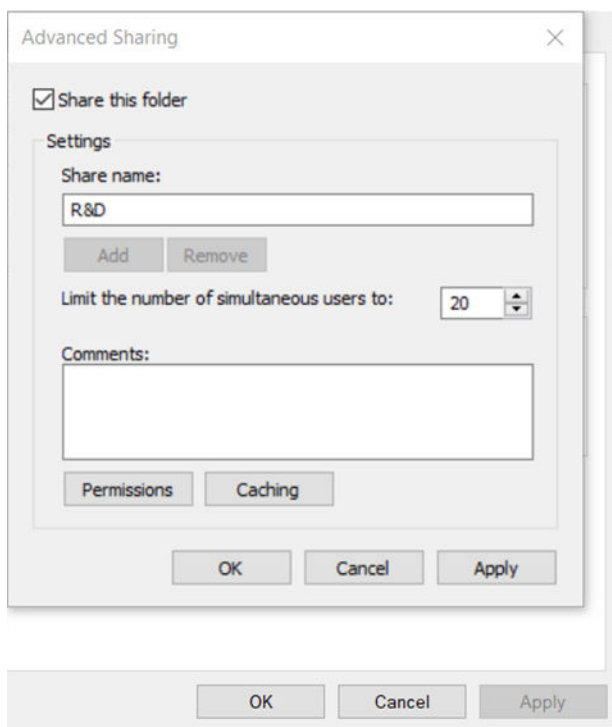 Advanced Sharing
Share this folder
Settings
Share name:
R&D
Add Remove
Limit the number of simultaneous users to: 20
Comments:
Permissions Caching
OK Cancel Apply
OK Cancel Apply